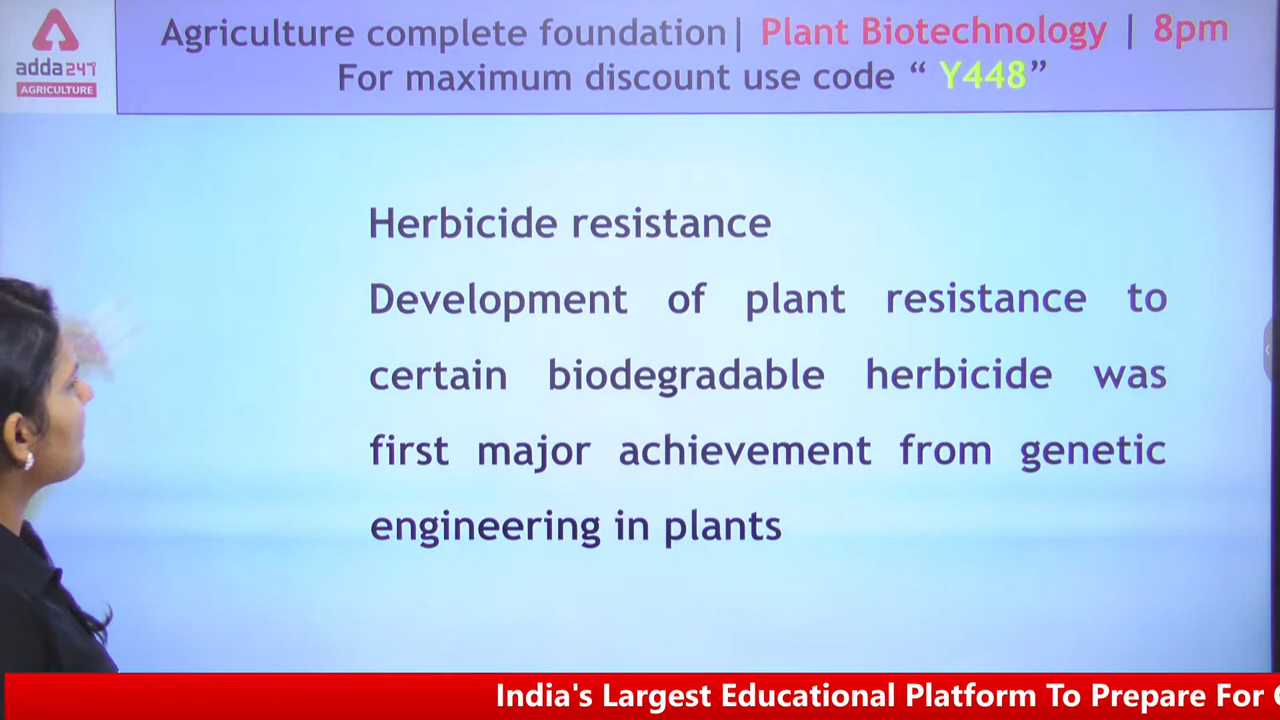 adda247
AGRICULTURE
Agriculture complete foundation| Plant Biotechnology | 8pm
For maximum discount use code “ Y448”
Herbicide resistance
Development of plant resistance to
certain biodegradable herbicide was
first major achievement from genetic
engineering in plants
India's Largest Educational Platform To Prepare For